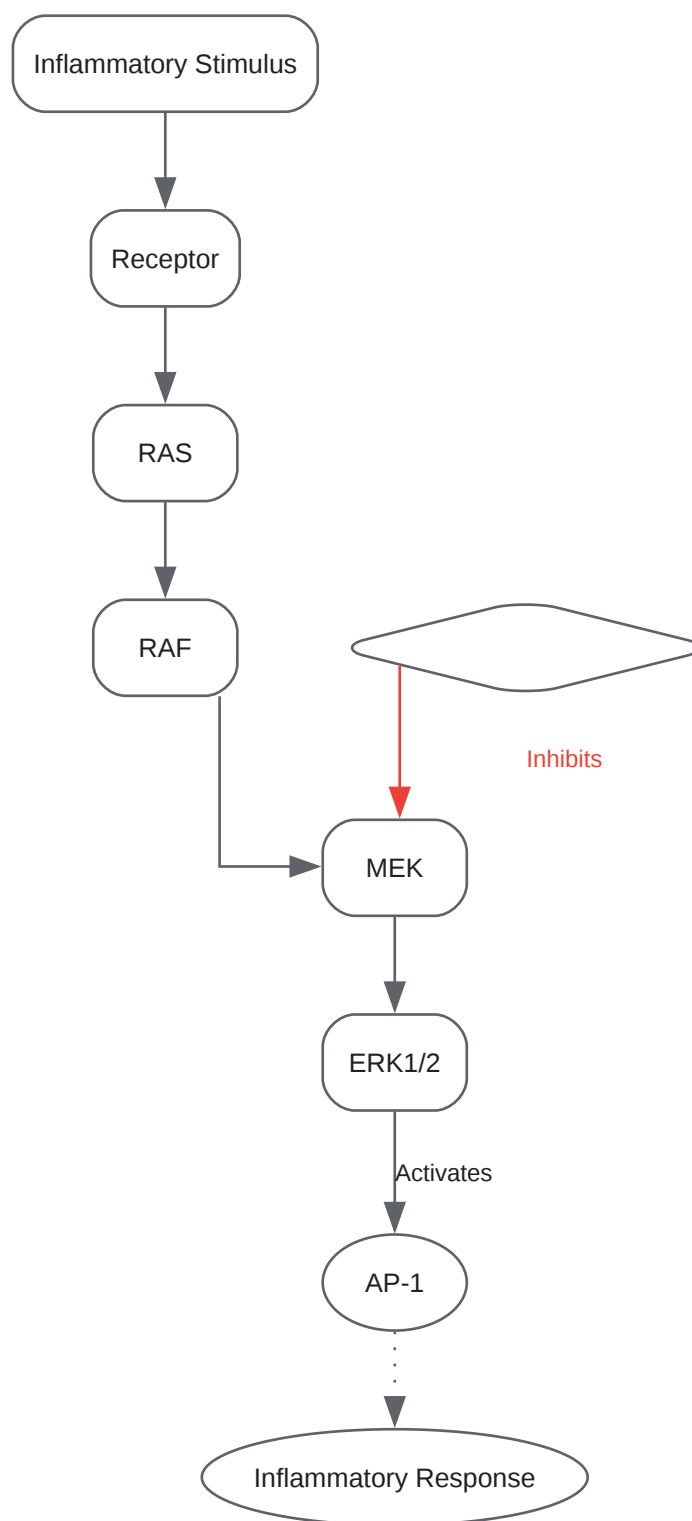 Inflammatory Stimulus
Receptor
RAS
RAF
Inhibits
MEK
ERK1/2
Activates
AP-1
Inflammatory Response